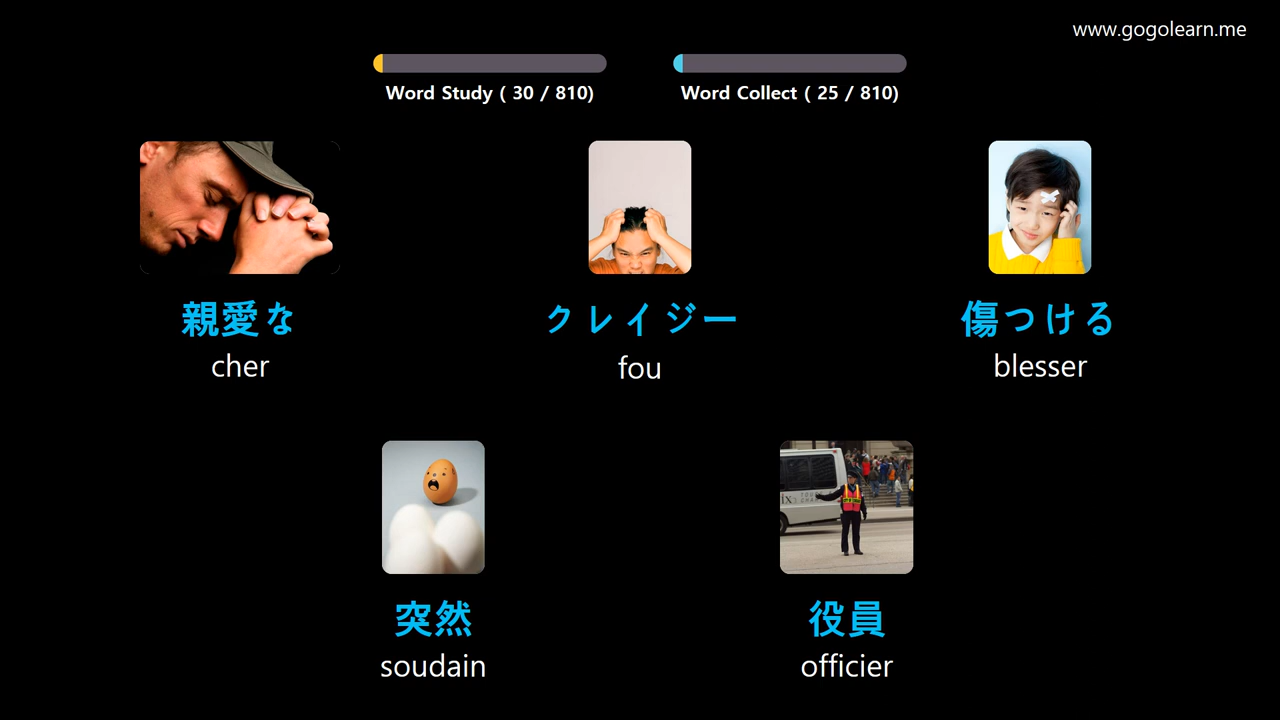 www.gogolearn.me
Word Study ( 30 / 810)
Word Collect ( 25 / 810)
親愛な
cher
クレイジー
fou
傷つける
blesser
突然
soudain
役員
officier